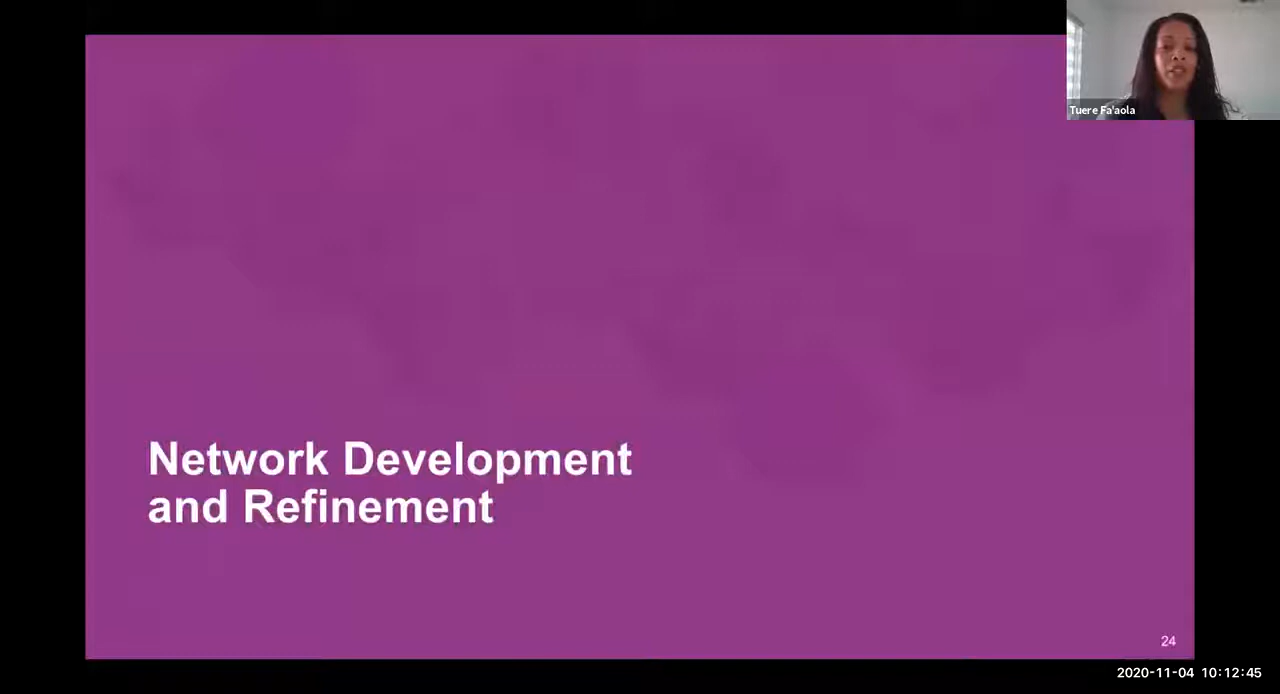 Tuere Fa'aola
Network Development
and Refinement
24
2020-11-04 10:12:45